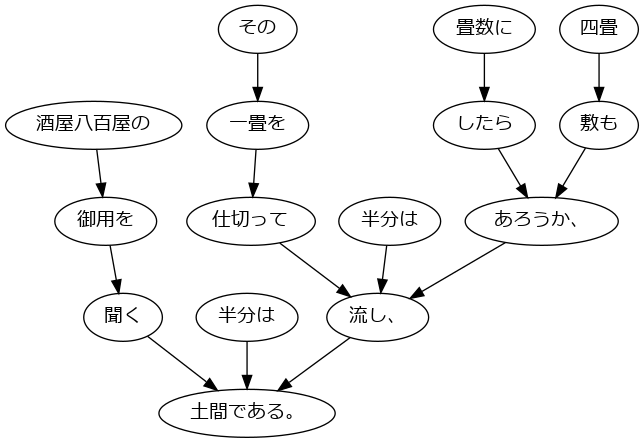 その
畳数に
四畳
酒屋八百屋の
一畳を
したら
敷も
御用を
仕切って
半分は
あろうか、
聞く
半分は
流し、
土間である。